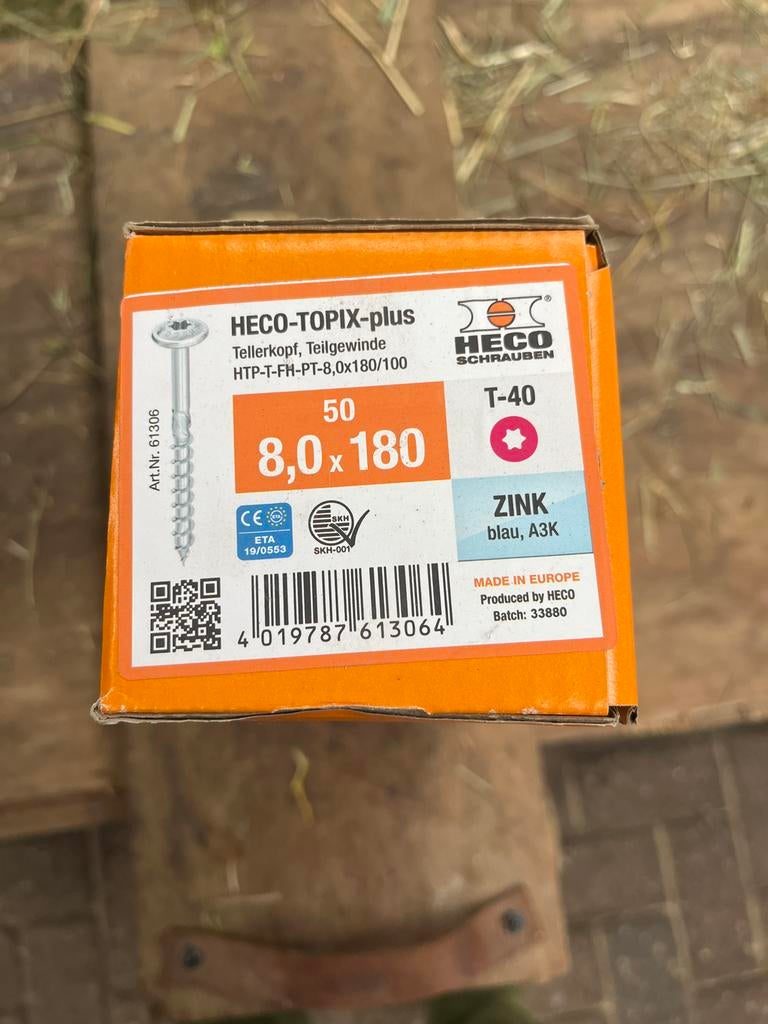 HECO-TOPIX-plus
Tellerkopf, Teilgewinde
HTP-T-FH-PT-8,0x180/100
HECO®
SCHRAUBEN
Art.Nr. 61306
50
8,0 x 180
T-40
CE ETA
ETA
19/0553
SKH
SKH-001
ZINK
blau, A3K
4 019787 613064
MADE IN EUROPE
Produced by HECO
Batch: 33880